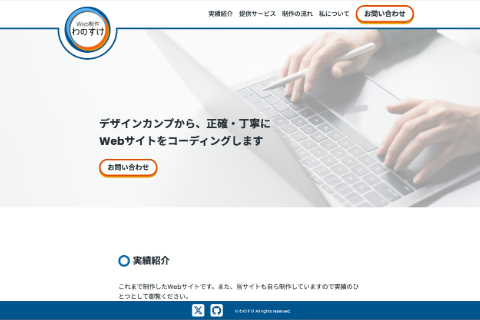 実績紹介 提供サービス 制作の流れ 私について お問い合わせ
Web制作
わのすけ
デザインカンプから、正確・丁寧に
Webサイトをコーディングします
お問い合わせ
実績紹介
これまで制作したWebサイトです。また、当サイトも自ら制作していますので実績のひ
とつとして御覧ください。
© わのすけ All rights reserved.